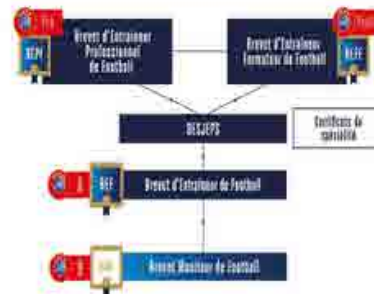 Pro
BEPF
Brevet d'Entraîneur
Professionnel
de Football
Brevet d'Entraîneur
Formateur de Football
BEFF
DESJEPS
Certificats de
spécialité
A
BEF
Brevet d'Entraîneur de Football
B
Brevet Moniteur de Football